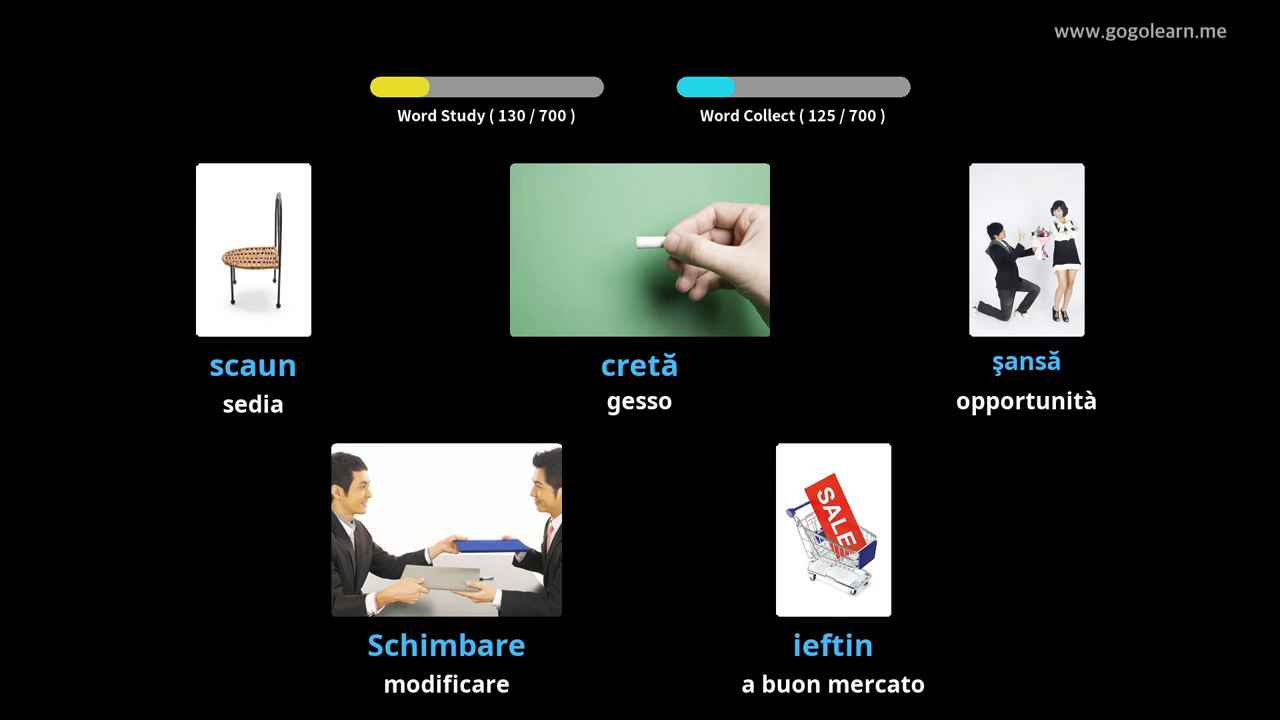 www.gogolearn.me
Word Study ( 130 / 700 )
Word Collect ( 125 / 700 )
scaun
sedia
cretă
gesso
şansă
opportunità
SALE
Schimbare
modificare
ieftin
a buon mercato